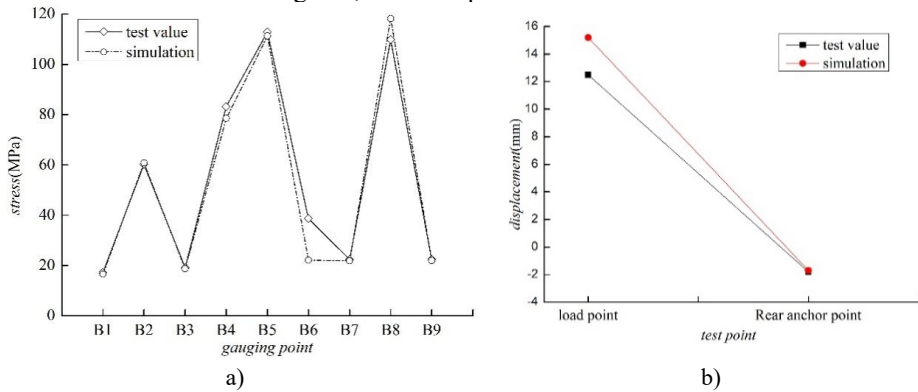 120
100
80
60
40
20
0
stress(MPa)
test value
simulation
B1 B2 B3 B4 B5 B6 B7 B8 B9
gauging point
a)
16
14
12
10
8
6
4
2
0
-2
-4
displacement(mm)
test value
simulation
load point Rear anchor point
test point
b)